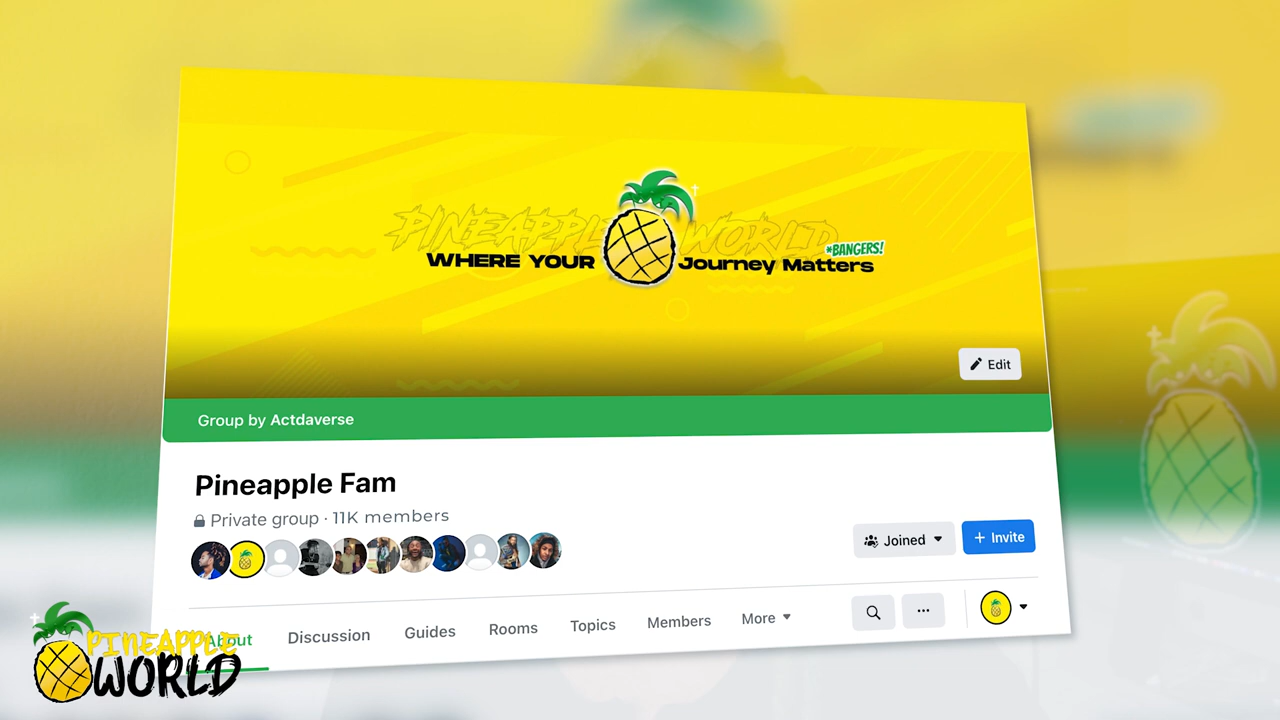 PINEAPPLE WORLD
*BANGERS!
WHERE YOUR Journey Matters
Edit
Group by Actdaverse
Pineapple Fam
Private group · 11K members
Joined
+ Invite
About
Discussion
Guides
Rooms
Topics
Members
More
PINEAPPLE
WORLD